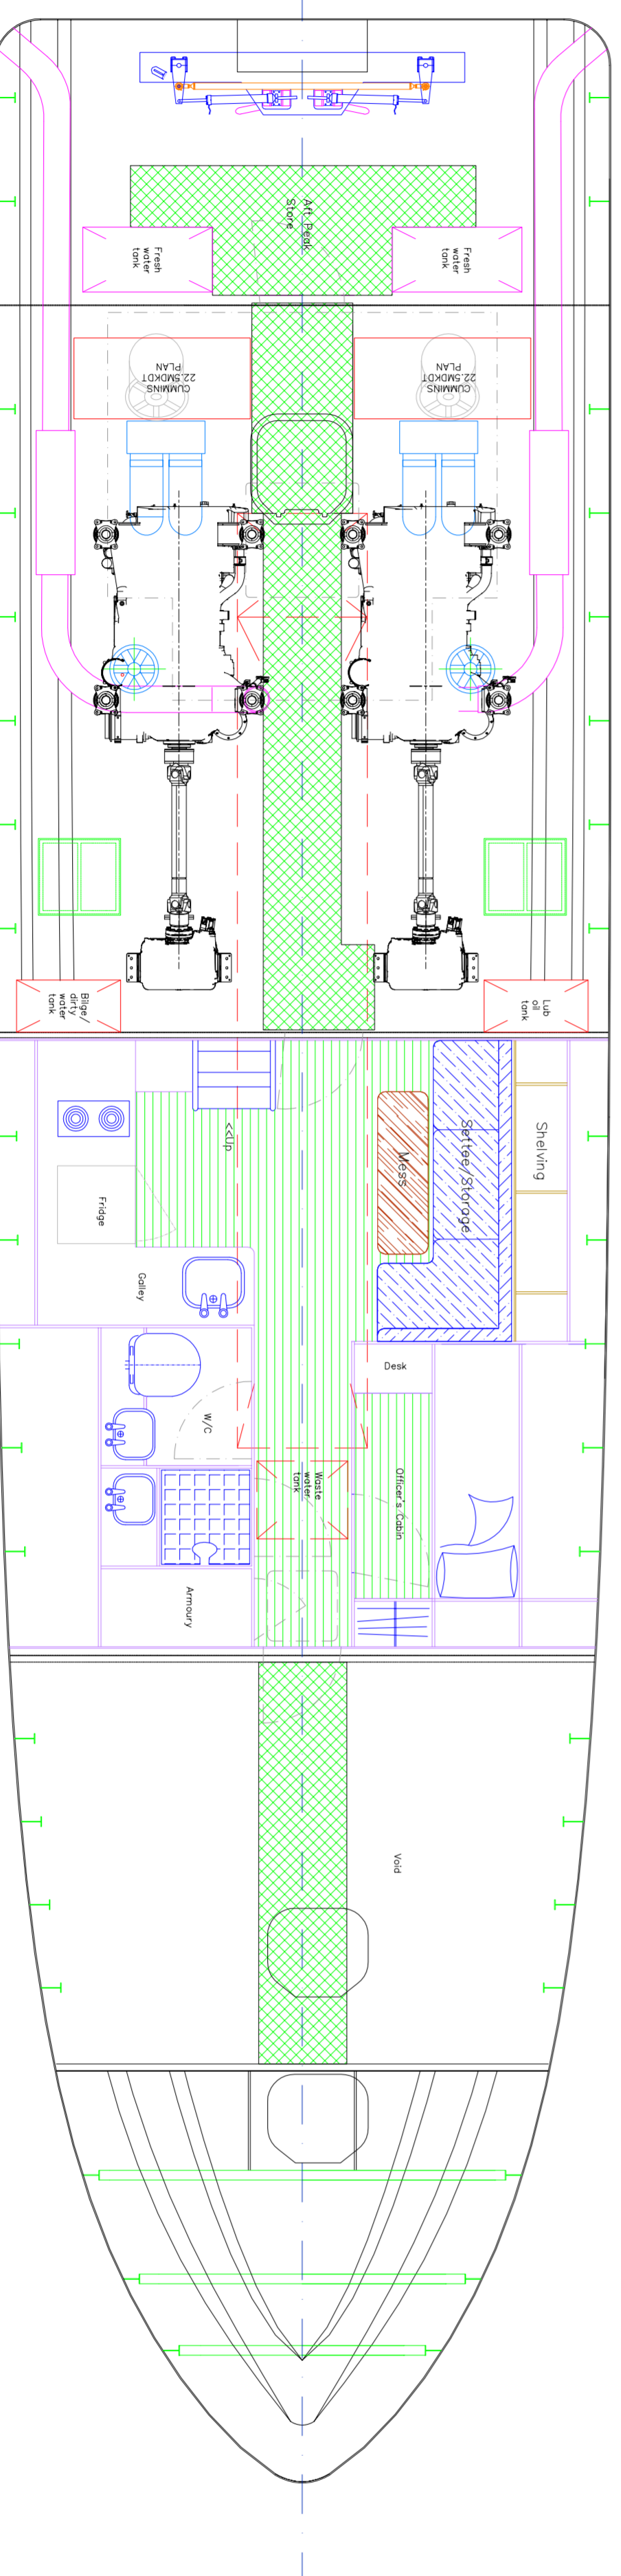 Aft Peak
Store
Fresh
water
tank
Fresh
water
tank
CUMMINS
22.5MDKDT
PLAN
CUMMINS
22.5MDKDT
PLAN
Bilge/
dirty
water
tank
Lub
oil
tank
<<Up
Mess
Settee/Storage
Shelving
Fridge
Galley
Desk
W/C
Waste
water
tank
Officer's Cabin
Armoury
Void